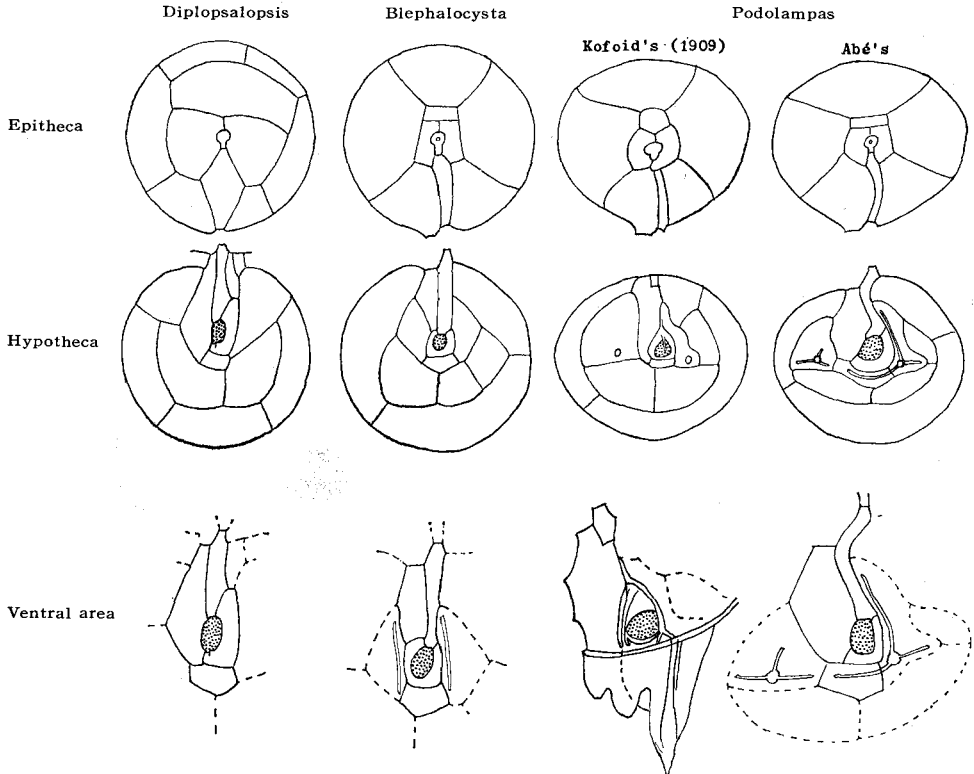 Diplopsalopsis Blephalocysta Podolampas
Kofoid's (1909) Abé's
Epitheca
Hypotheca
Ventral area